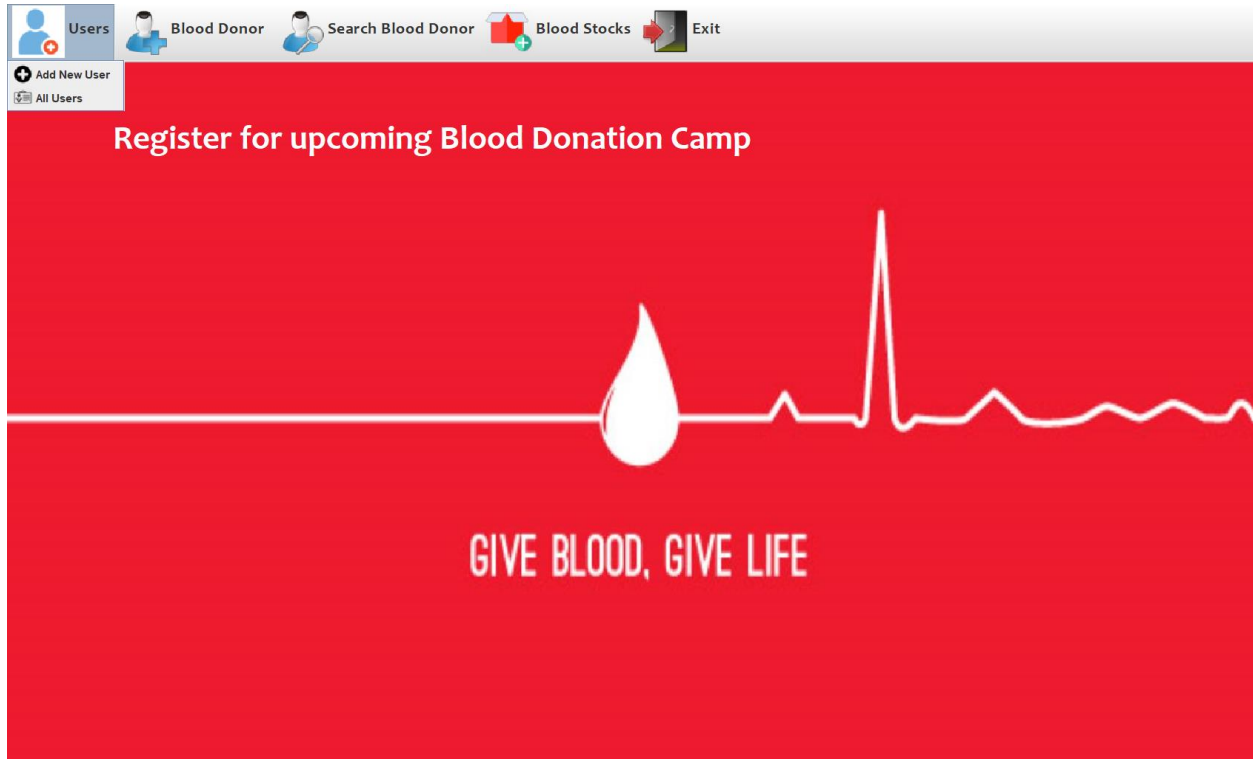 Users Blood Donor Search Blood Donor Blood Stocks Exit
Add New User
All Users
Register for upcoming Blood Donation Camp
GIVE BLOOD, GIVE LIFE